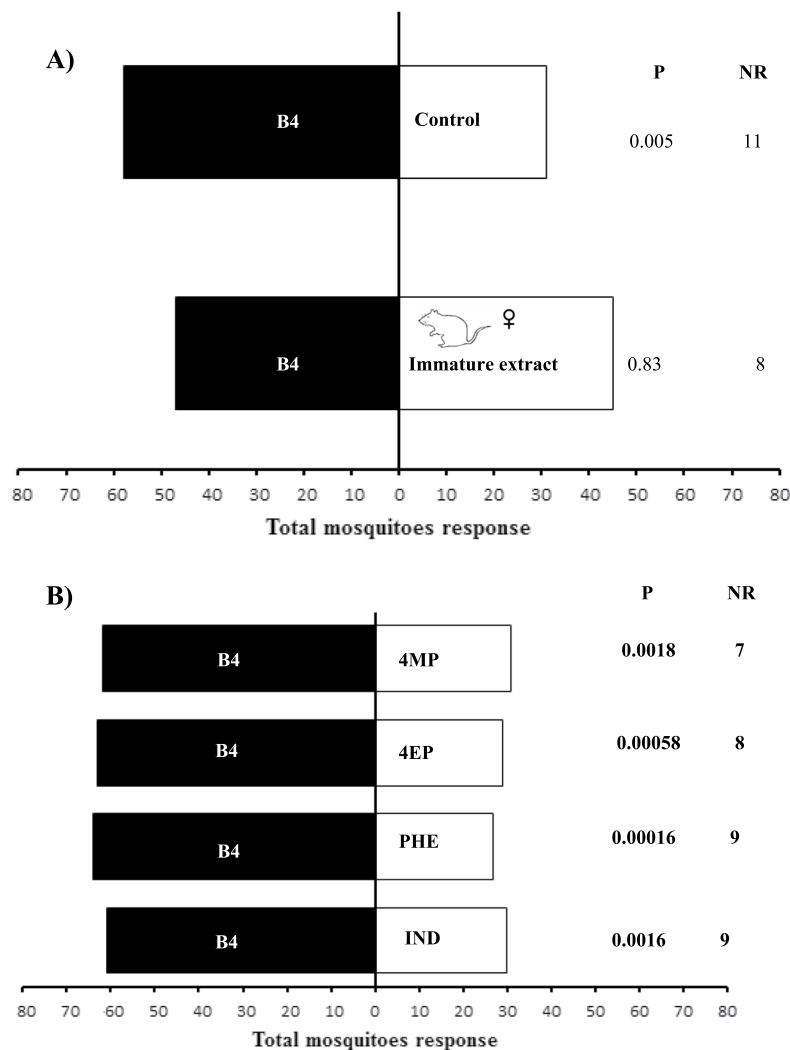 A)
P NR
B4 Control 0.005 11
♀
B4 Immature extract 0.83 8
80 70 60 50 40 30 20 10 0 10 20 30 40 50 60 70 80
Total mosquitoes response
B)
P NR
B4 4MP 0.0018 7
B4 4EP 0.00058 8
B4 PHE 0.00016 9
B4 IND 0.0016 9
80 70 60 50 40 30 20 10 0 10 20 30 40 50 60 70 80
Total mosquitoes response